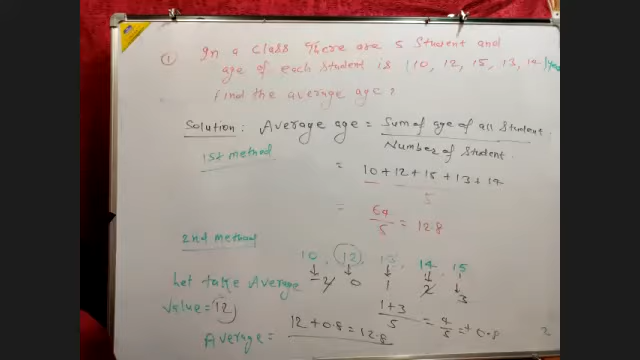 ① In a class there are 5 student and
age of each student is (10, 12, 15, 13, 14) year
find the average age?
Solution: Average age = Sum of age of all student
Number of student
1st method
= 10 + 12 + 15 + 13 + 14
5
= 64
5 = 12.8
2nd method
10, 12, 13, 14, 15
Let take Average -2 0 1 2 3
value = 12
1+3
5 = 4
5 = + 0.8
Average = 12 + 0.8 = 12.8